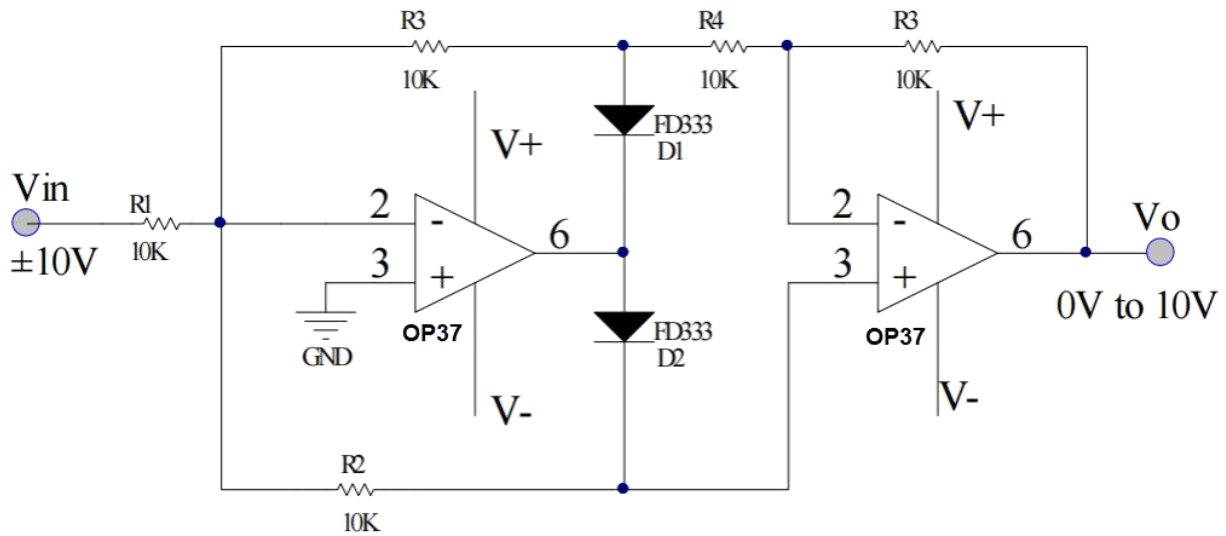 R3
10K
R4
10K
R3
10K
V+
FD333
D1
V+
Vin
±10V
R1
10K
2
-
3
+
6
OP37
GND
V-
FD333
D2
2
-
3
+
6
OP37
V-
Vo
0V to 10V
R2
10K